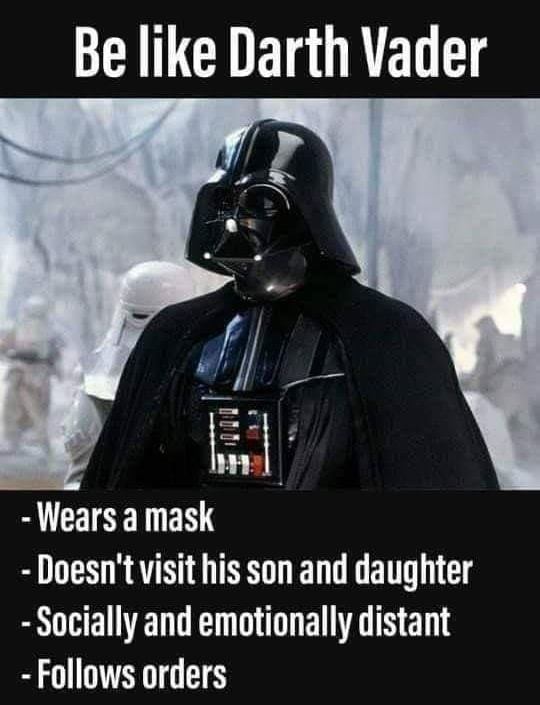 Be like Darth Vader
- Wears a mask
- Doesn't visit his son and daughter
- Socially and emotionally distant
- Follows orders